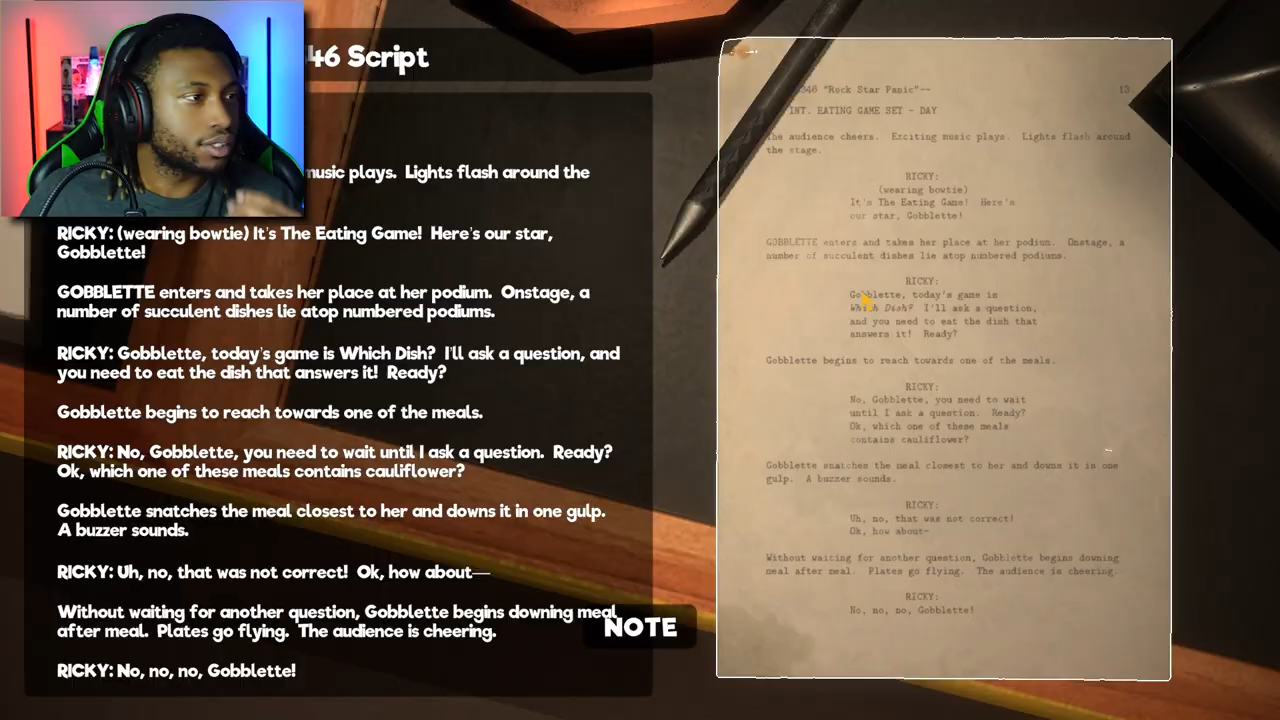 46 Script
music plays. Lights flash around the
RICKY: (wearing bowtie) It's The Eating Game! Here's our star,
Gobblette!
GOBBLETTE enters and takes her place at her podium. Onstage, a
number of succulent dishes lie atop numbered podiums.
RICKY: Gobblette, today's game is Which Dish? I'll ask a question, and
you need to eat the dish that answers it! Ready?
Gobblette begins to reach towards one of the meals.
RICKY: No, Gobblette, you need to wait until I ask a question. Ready?
Ok, which one of these meals contains cauliflower?
Gobblette snatches the meal closest to her and downs it in one gulp.
A buzzer sounds.
RICKY: Uh, no, that was not correct! Ok, how about—
Without waiting for another question, Gobblette begins downing meal
after meal. Plates go flying. The audience is cheering.
RICKY: No, no, no, Gobblette!
NOTE
346 "Rock Star Panic"-- 13
INT. EATING GAME SET - DAY
The audience cheers. Exciting music plays. Lights flash around
the stage.
RICKY:
(wearing bowtie)
It's The Eating Game! Here's
our star, Gobblette!
GOBBLETTE enters and takes her place at her podium. Onstage, a
number of succulent dishes lie atop numbered podiums.
RICKY:
Gobblette, today's game is
Which Dish? I'll ask a question,
and you need to eat the dish that
answers it! Ready?
Gobblette begins to reach towards one of the meals.
RICKY:
No, Gobblette, you need to wait
until I ask a question. Ready?
Ok, which one of these meals
contains cauliflower?
Gobblette snatches the meal closest to her and downs it in one
gulp. A buzzer sounds.
RICKY:
Uh, no, that was not correct!
Ok, how about-
Without waiting for another question, Gobblette begins downing
meal after meal. Plates go flying. The audience is cheering.
RICKY:
No, no, no, Gobblette!